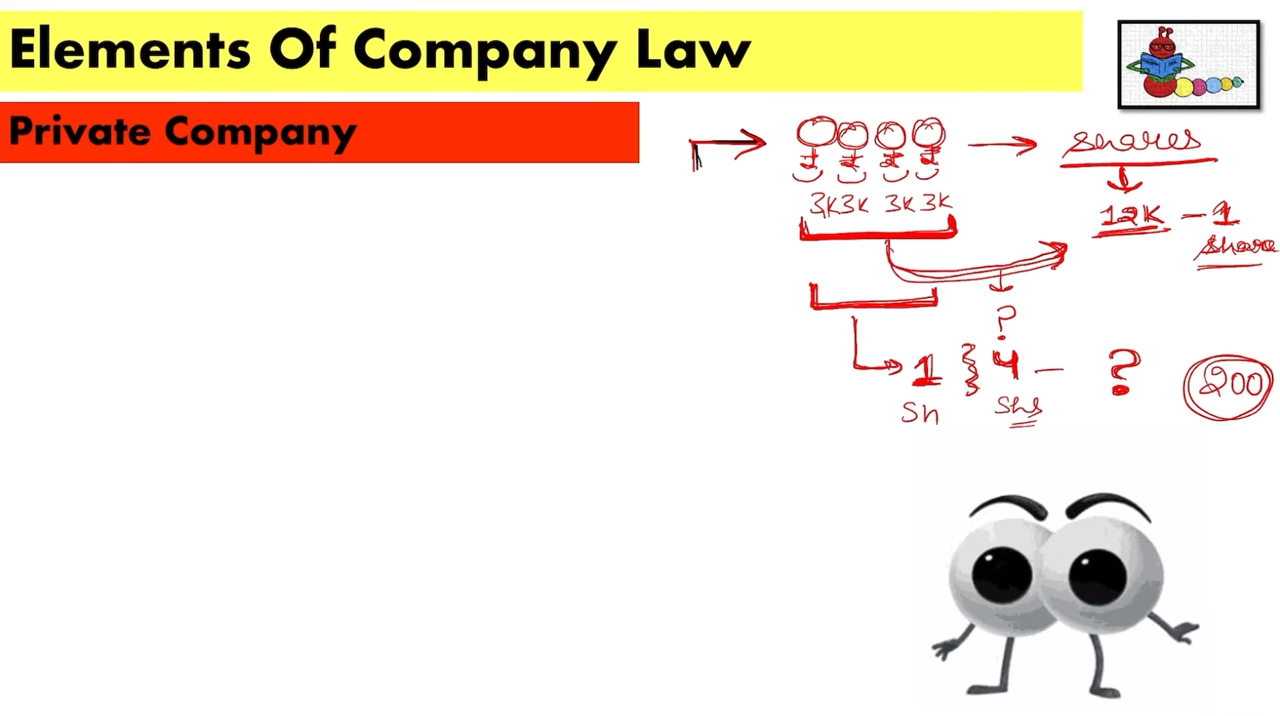 Elements Of Company Law
Private Company
shares
3K 3K 3K 3K
12K - 1
share
?
1 } 4 - ? 200
Sh Shs